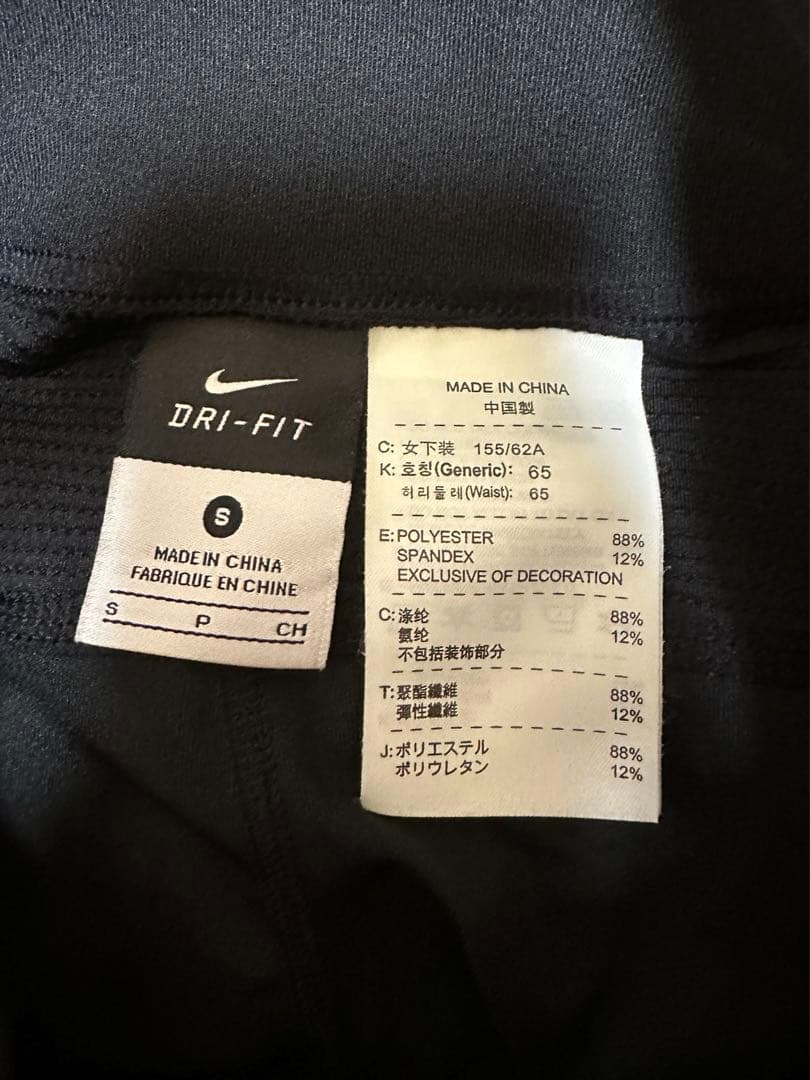 DRI-FIT
S
MADE IN CHINA
FABRIQUE EN CHINE
S P CH
MADE IN CHINA
中国製
C: 女下装 155/62A
K: 호칭(Generic): 65
허리둘레(Waist): 65
E: POLYESTER 88%
SPANDEX 12%
EXCLUSIVE OF DECORATION
C: 涤纶 88%
氨纶 12%
不包括装饰部分
T: 聚酯纖維 88%
彈性纖維 12%
J: ポリエステル 88%
ポリウレタン 12%